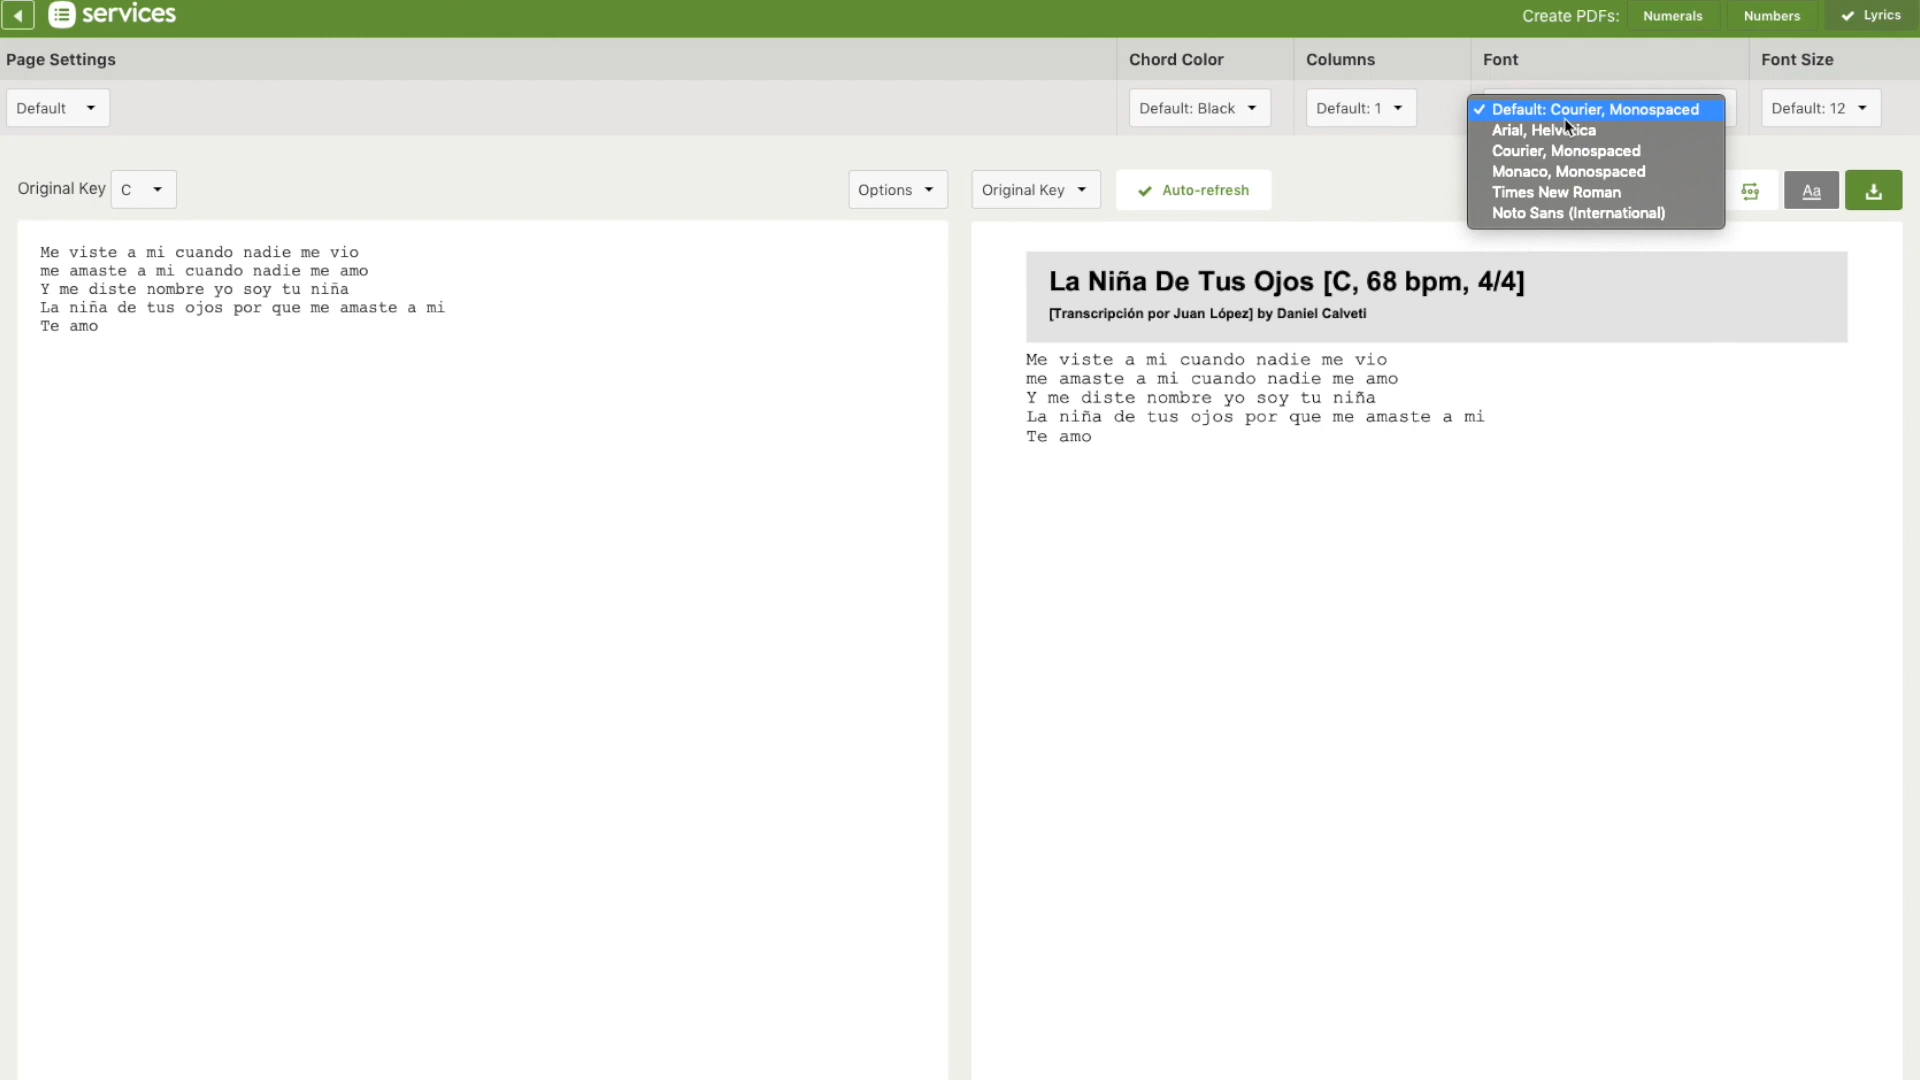 services
Create PDFs: Numerals Numbers Lyrics
Page Settings Chord Color Columns Font Font Size
Default Default: Black Default: 1 Default: 12
Default: Courier, Monospaced
Arial, Helvetica
Courier, Monospaced
Monaco, Monospaced
Times New Roman
Noto Sans (International)
Original Key C Options Original Key Auto-refresh Aa
Me viste a mi cuando nadie me vio
me amaste a mi cuando nadie me amo
Y me diste nombre yo soy tu niña
La niña de tus ojos por que me amaste a mi
Te amo
La Niña De Tus Ojos [C, 68 bpm, 4/4]
[Transcripción por Juan López] by Daniel Calveti
Me viste a mi cuando nadie me vio
me amaste a mi cuando nadie me amo
Y me diste nombre yo soy tu niña
La niña de tus ojos por que me amaste a mi
Te amo